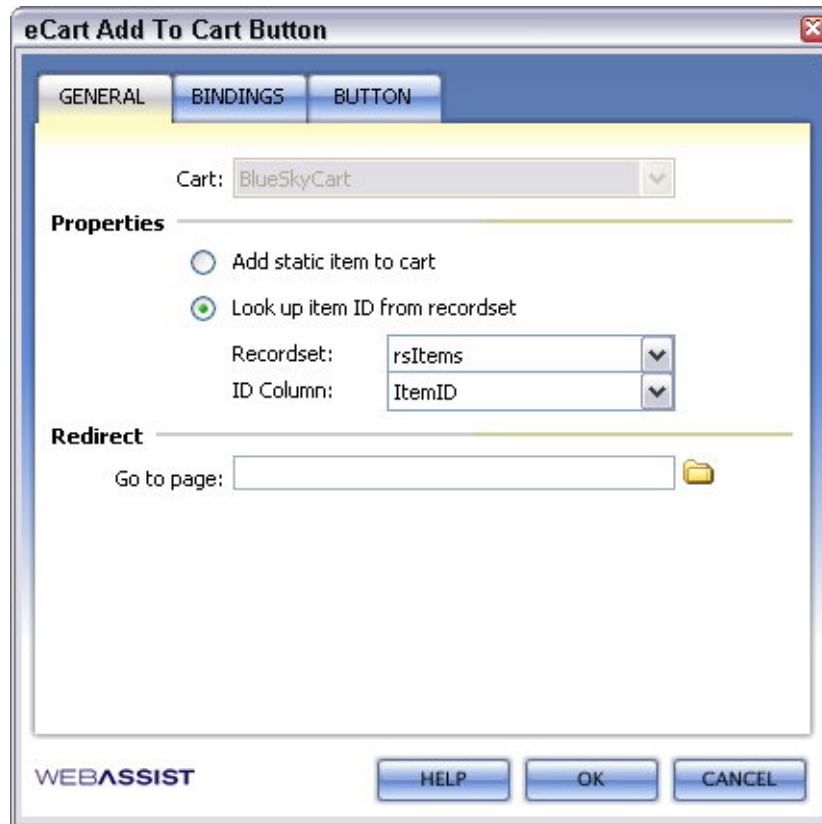 eCart Add To Cart Button
GENERAL BINDINGS BUTTON
Cart: BlueSkyCart
Properties
Add static item to cart
Look up item ID from recordset
Recordset: rsItems
ID Column: ItemID
Redirect
Go to page:
WEBASSIST HELP OK CANCEL